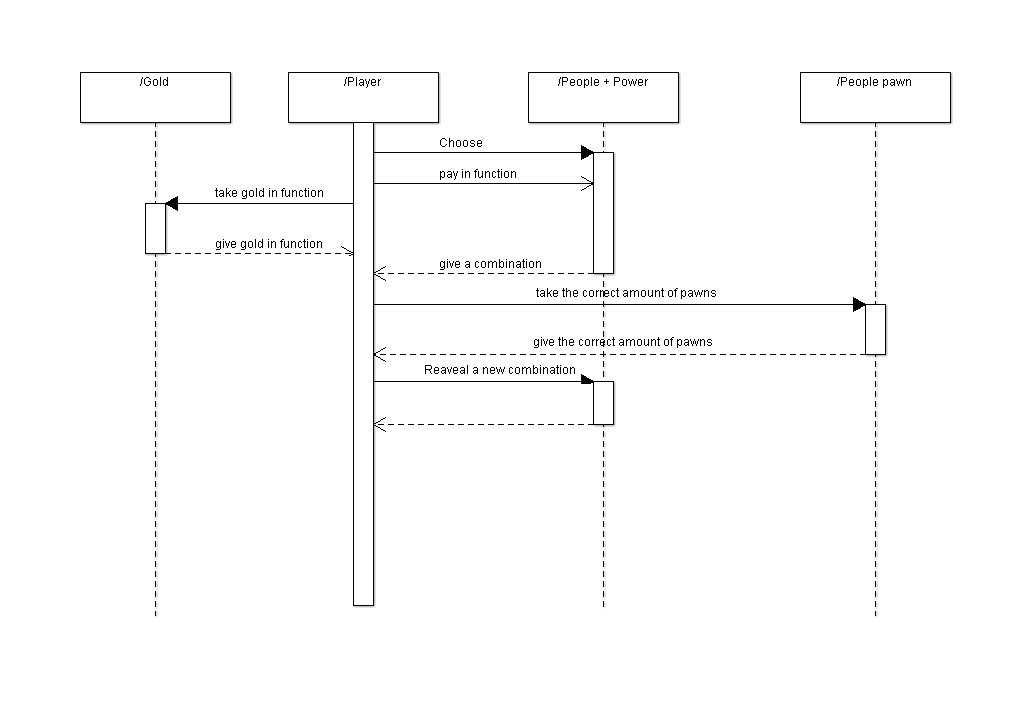 /Gold
/Player
/People + Power
/People pawn
Choose
pay in function
take gold in function
give gold in function
give a combination
take the correct amount of pawns
give the correct amount of pawns
Reaveal a new combination